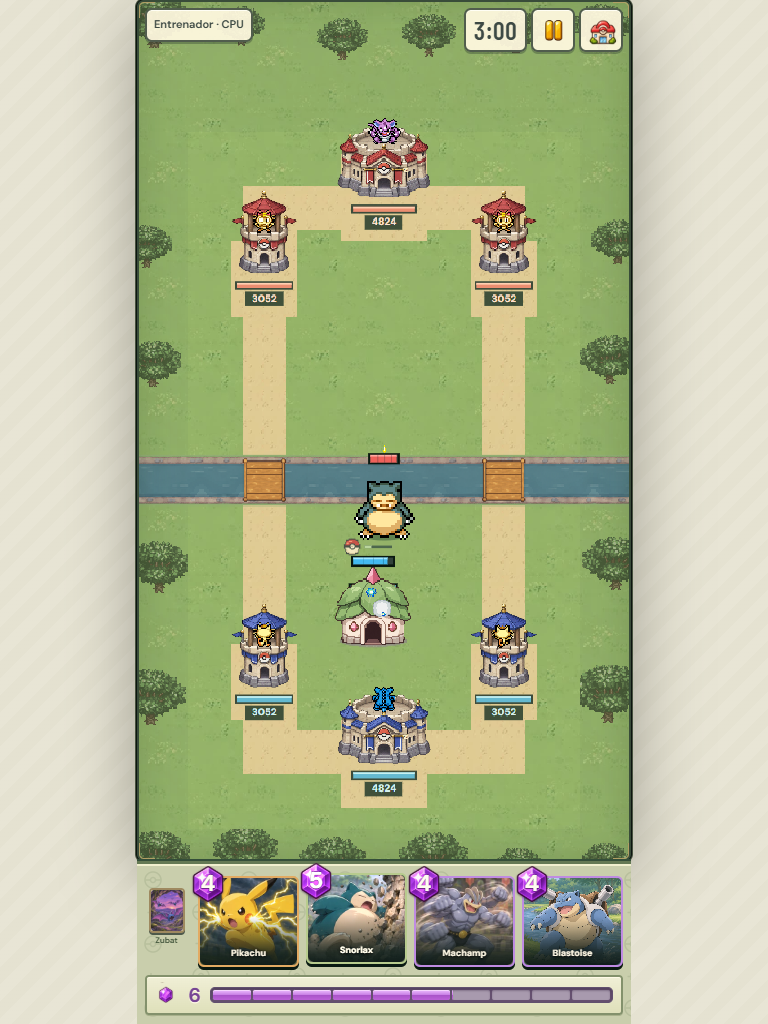 Entrenador · CPU
3:00
4824
3052
3052
3052
3052
4824
4
5
4
4
Zubat
Pikachu
Snorlax
Machamp
Blastoise
6